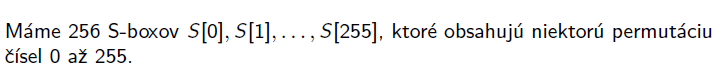 Máme 256 S-boxov S[0], S[1], . . . , S[255], ktoré obsahujú niektorú permutáciu
čísel 0 až 255.